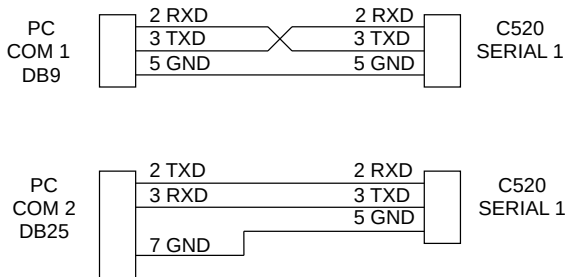 PC
COM 1
DB9
2 RXD
3 TXD
5 GND
2 RXD
3 TXD
5 GND
C520
SERIAL 1
PC
COM 2
DB25
2 TXD
3 RXD
7 GND
2 RXD
3 TXD
5 GND
C520
SERIAL 1